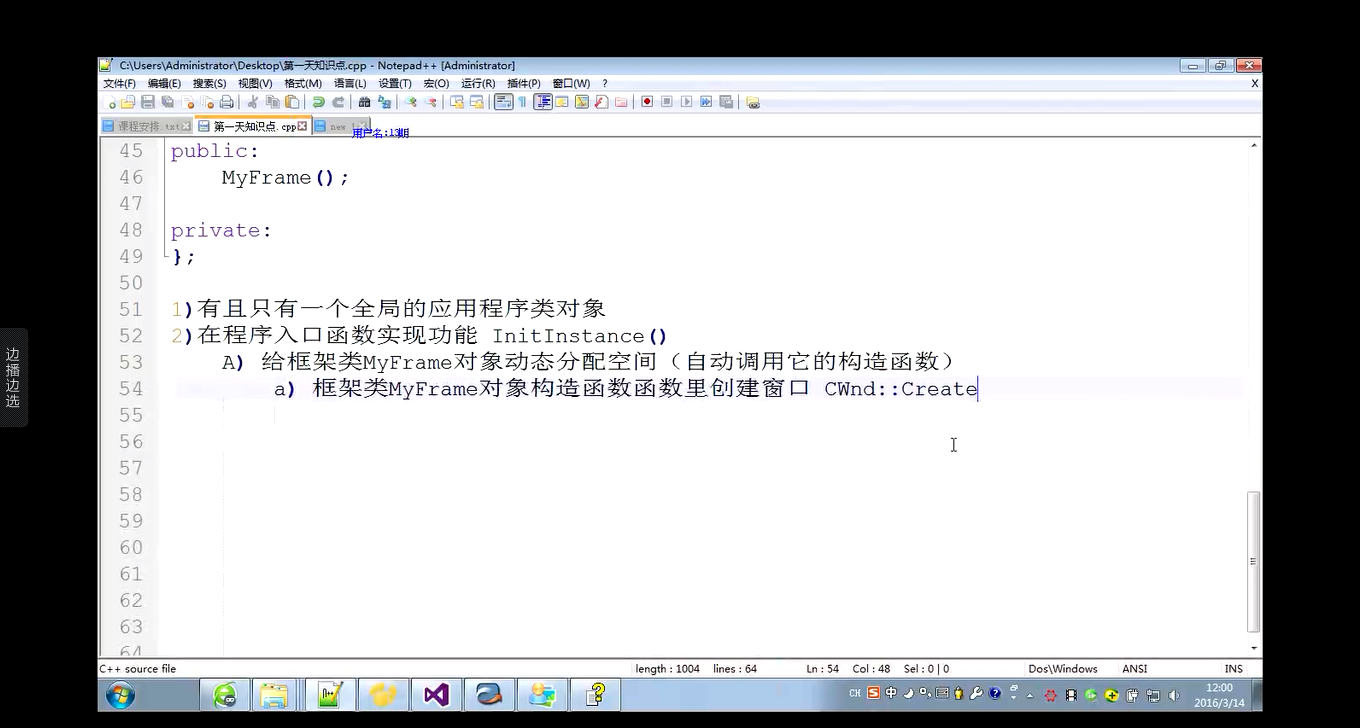 C:\Users\Administrator\Desktop\第一天知识点.cpp - Notepad++ [Administrator]
文件(F) 编辑(E) 搜索(S) 视图(V) 格式(M) 语言(L) 设置(T) 宏(O) 运行(R) 插件(P) 窗口(W) ? X
课程安排.txt 第一天知识点.cpp new
用户名:13期
45 public:
46 MyFrame();
47
48 private:
49 };
50
51 1)有且只有一个全局的应用程序类对象
52 2)在程序入口函数实现功能 InitInstance()
53 A) 给框架类MyFrame对象动态分配空间（自动调用它的构造函数）
54 a) 框架类MyFrame对象构造函数函数里创建窗口 CWnd::Create
55
56
57
58
59
60
61
62
63
64
边播边选
C++ source file length : 1004 lines : 64 Ln : 54 Col : 48 Sel : 0 | 0 Dos\Windows ANSI INS
CH 中 12:00
2016/3/14